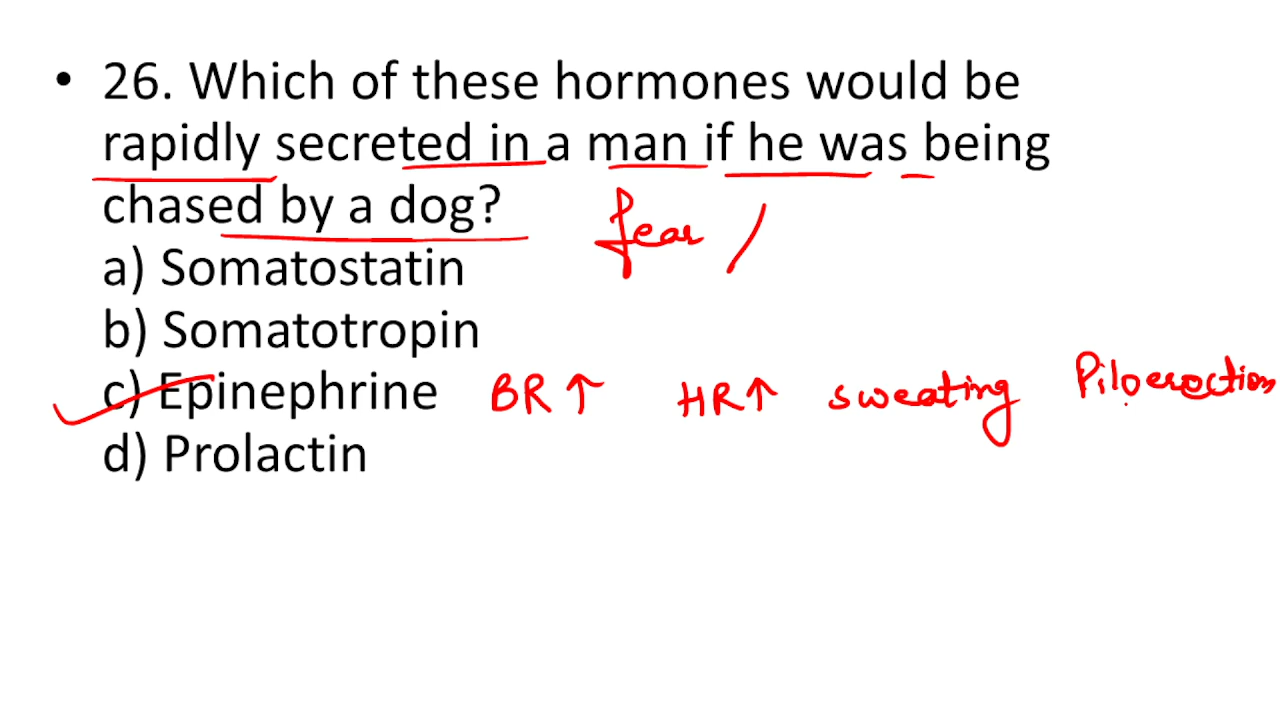 • 26. Which of these hormones would be
rapidly secreted in a man if he was being
chased by a dog?
fear /
a) Somatostatin
b) Somatotropin
c) Epinephrine BR ↑ HR ↑ sweating Piloerection
d) Prolactin